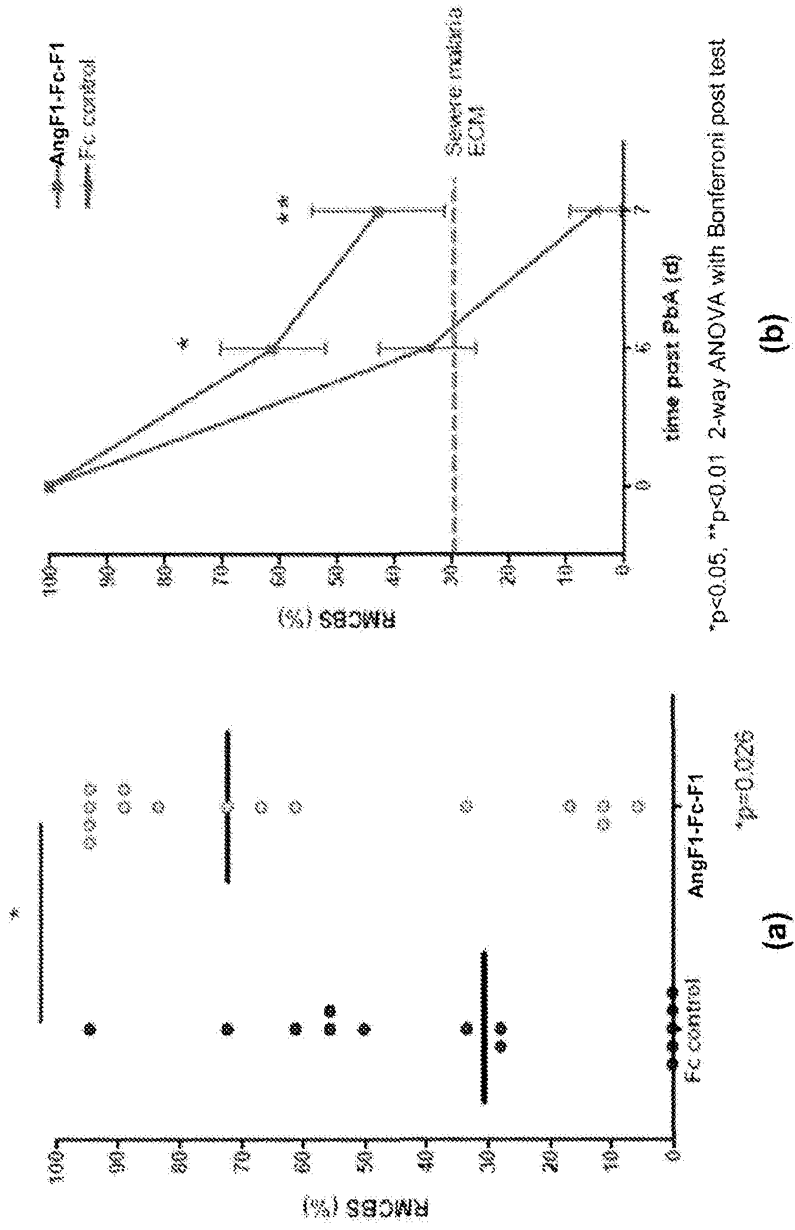 RMCBS (%)
100
90
80
70
60
50
40
30
20
10
0
*
Fc control
AngF1-Fc-F1
*p=0.026
(a)
RMCBS (%)
100
90
80
70
60
50
40
30
20
10
0
AngF1-Fc-F1
Fc control
*
**
Severe malaria
ECM
0
6
7
time post PbA (d)
*p<0.05, **p<0.01 2-way ANOVA with Bonferroni post test
(b)